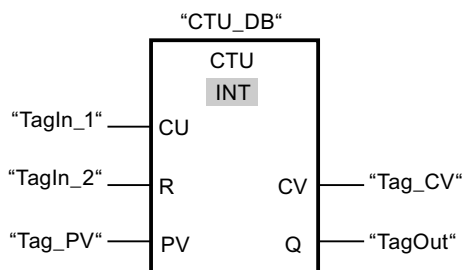 “CTU_DB“
CTU
INT
“TagIn_1“ CU
“TagIn_2“ R CV “Tag_CV“
“Tag_PV“ PV Q “TagOut“